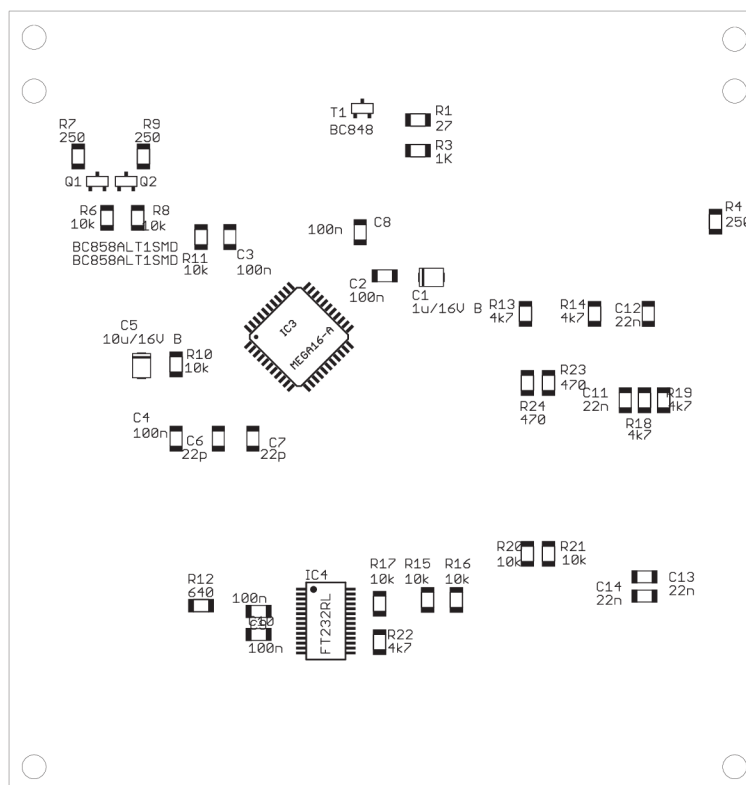 T1
BC848
R1
27
R3
1K
R7
250
R9
250
Q1
Q2
R6
10k
R8
10k
BC858ALT1SMD
BC858ALT1SMD
R11
10k
C3
100n
100n
C8
R4
250
C2
100n
C1
1u/16V B
R13
4k7
R14
4k7
C12
22n
IC3
MEGA16-A
C5
10u/16V B
R10
10k
R23
470
R24
470
C11
22n
R19
4k7
R18
4k7
C4
100n
C6
22p
C7
22p
R20
10k
R21
10k
R12
640
IC4
FT232RL
R17
10k
R15
10k
R16
10k
C13
22n
C14
22n
100n
100n
R22
4k7